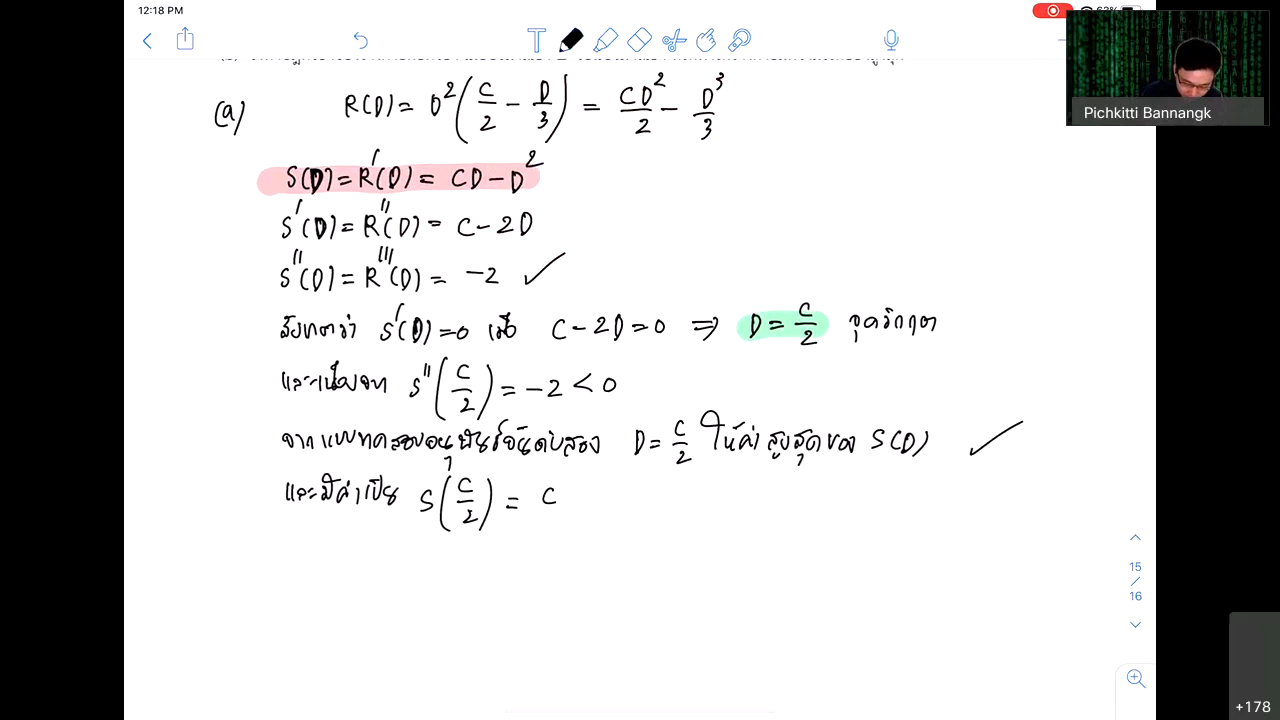 12:18 PM
63%
Pichkitti Bannangk
(a) R(D) = D²(C/2 − D/3) = CD²/2 − D³/3
S(D) = R'(D) = CD − D²
S'(D) = R''(D) = C − 2D
S''(D) = R'''(D) = −2 ✓
สังเกตว่า S'(D) = 0 เมื่อ C − 2D = 0 ⇒ D = C/2 จุดวิกฤต
และเนื่องจาก S''(C/2) = −2 < 0
จากแบบทดสอบอนุพันธ์อันดับสอง D = C/2 ให้ค่าสูงสุดของ S(D) ✓
และมีค่าเป็น S(C/2) = C
15
/
16
+178